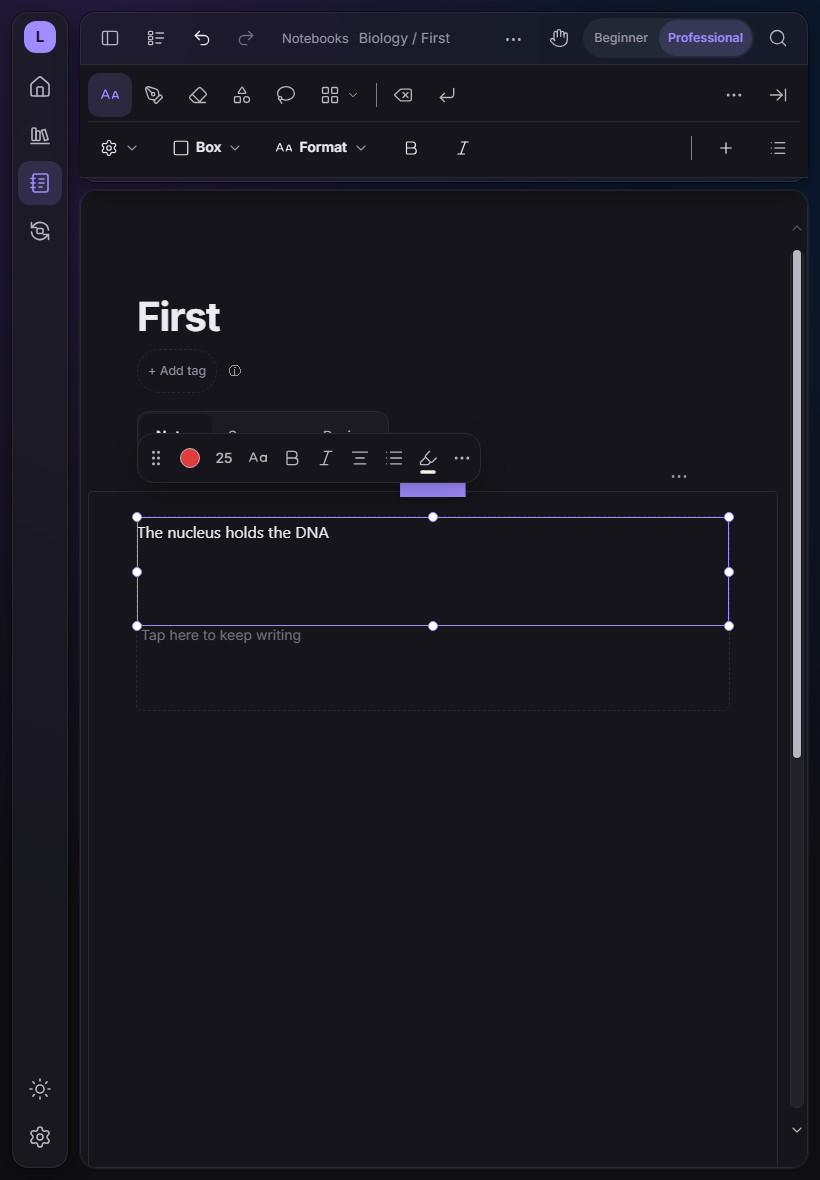 L
Notebooks Biology / First
Beginner Professional
Box
Format
B I
First
+ Add tag
25 Aa B I
The nucleus holds the DNA
Tap here to keep writing